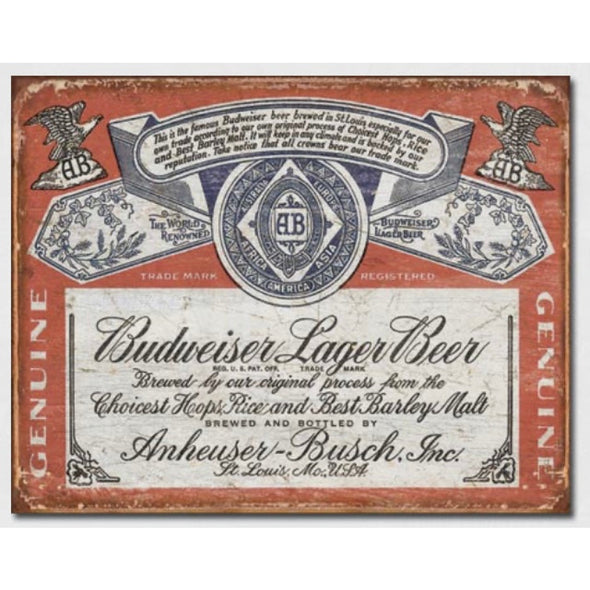 This is the famous Budweiser beer brewed in St. Louis especially for our
own trade according to our own original process of Choicest Hops, Rice
and Best Barley Malt. It will keep in any climate and is backed by our
reputation. Take notice that all crowns bear our trade mark.
AB
AB
THE WORLD
RENOWNED
EUROPE
AFRICA
ASIA
AMERICA
AB
BUDWEISER
LAGER BEER
TRADE MARK
REGISTERED
GENUINE
GENUINE
Budweiser Lager Beer
REG. U. S. PAT. OFF. TRADE MARK
Brewed by our original process from the
Choicest Hops, Rice and Best Barley Malt
BREWED AND BOTTLED BY
Anheuser-Busch, Inc.
St. Louis, Mo., U.S.A.